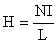 H = NI/L